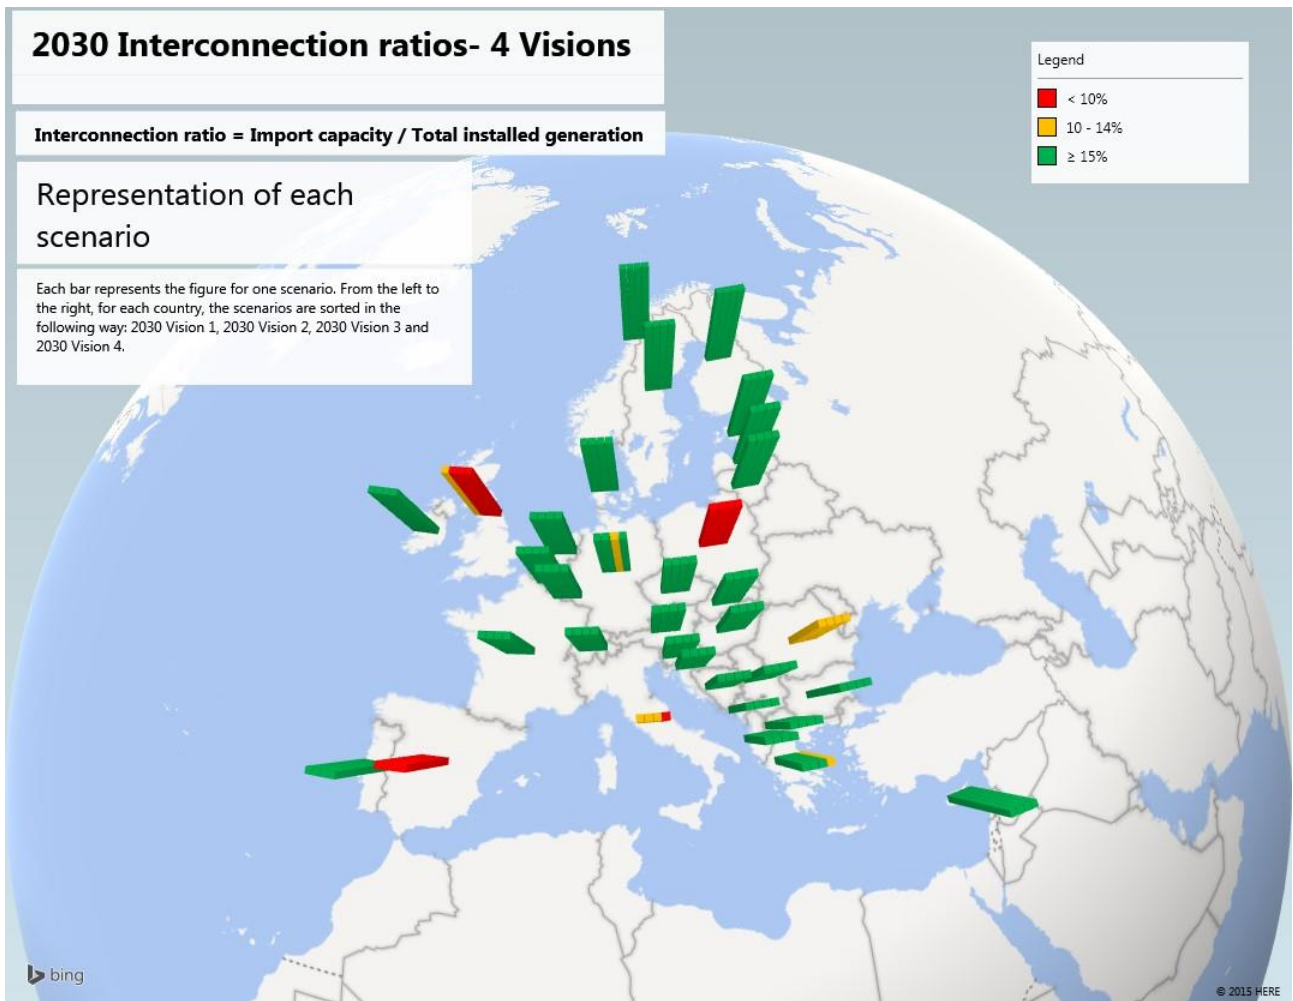 2030 Interconnection ratios- 4 Visions
Interconnection ratio = Import capacity / Total installed generation
Representation of each
scenario
Each bar represents the figure for one scenario. From the left to
the right, for each country, the scenarios are sorted in the
following way: 2030 Vision 1, 2030 Vision 2, 2030 Vision 3 and
2030 Vision 4.
Legend
< 10%
10 - 14%
≥ 15%
bing
© 2015 HERE